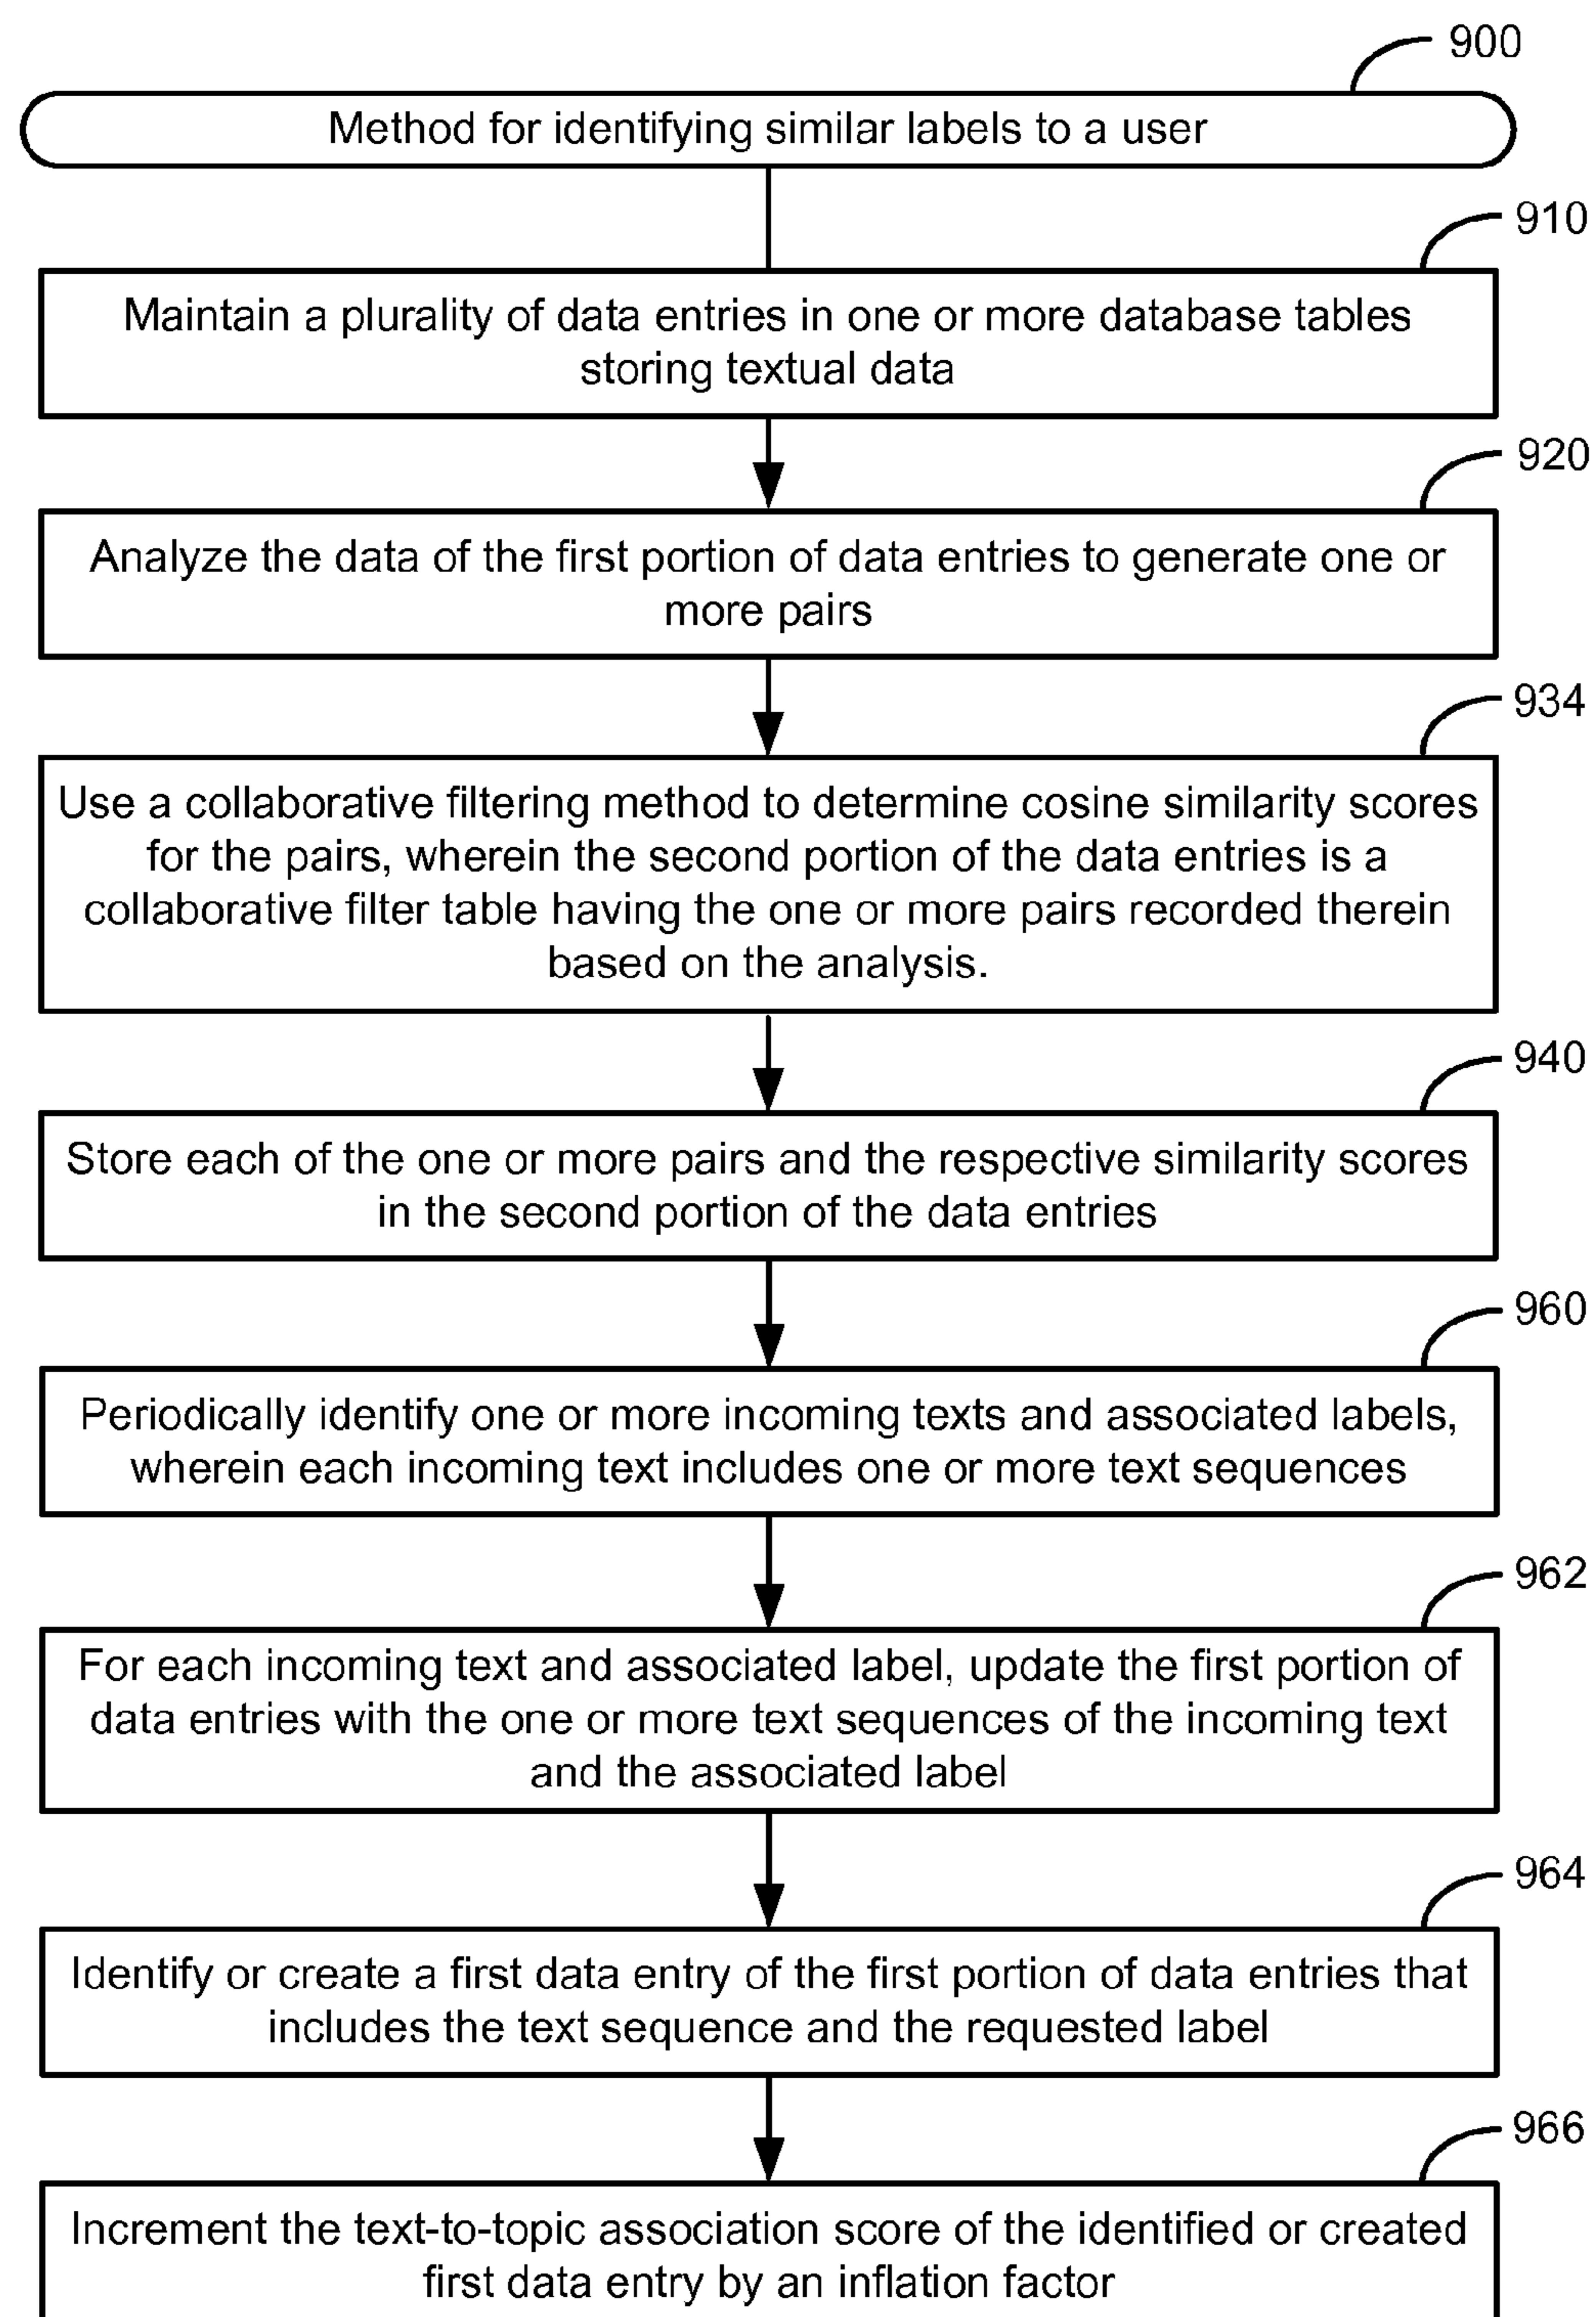 900
Method for identifying similar labels to a user
910
Maintain a plurality of data entries in one or more database tables
storing textual data
920
Analyze the data of the first portion of data entries to generate one or
more pairs
934
Use a collaborative filtering method to determine cosine similarity scores
for the pairs, wherein the second portion of the data entries is a
collaborative filter table having the one or more pairs recorded therein
based on the analysis.
940
Store each of the one or more pairs and the respective similarity scores
in the second portion of the data entries
960
Periodically identify one or more incoming texts and associated labels,
wherein each incoming text includes one or more text sequences
962
For each incoming text and associated label, update the first portion of
data entries with the one or more text sequences of the incoming text
and the associated label
964
Identify or create a first data entry of the first portion of data entries that
includes the text sequence and the requested label
966
Increment the text-to-topic association score of the identified or created
first data entry by an inflation factor